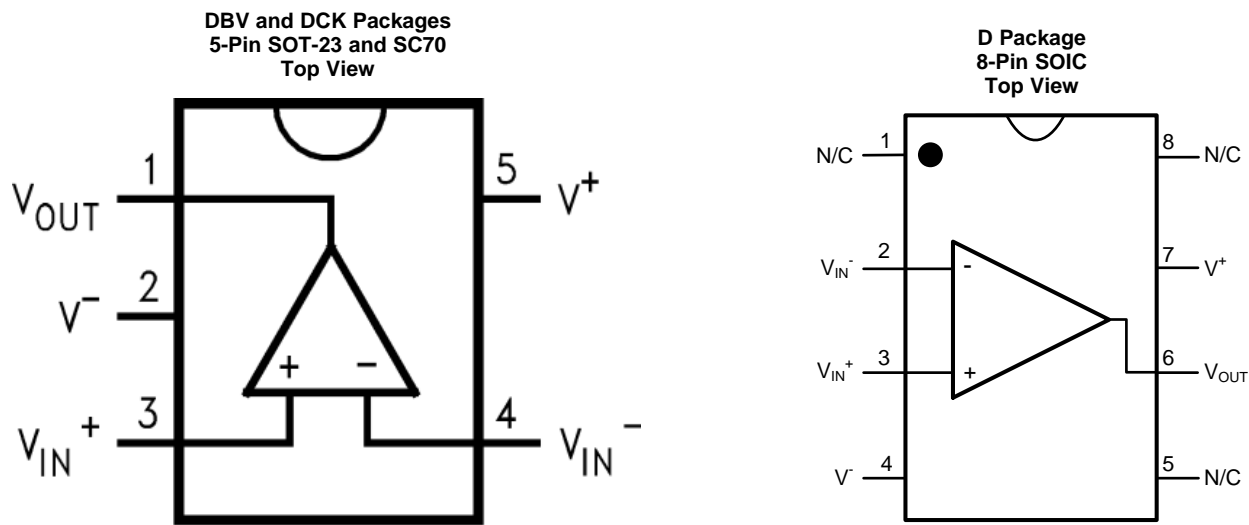 DBV and DCK Packages
5-Pin SOT-23 and SC70
Top View
1
VOUT
5
V+
2
V−
+ −
3
VIN +
4
VIN −
D Package
8-Pin SOIC
Top View
N/C 1
8 N/C
VIN- 2
-
7 V+
VIN+ 3
+
6 VOUT
V- 4
5 N/C